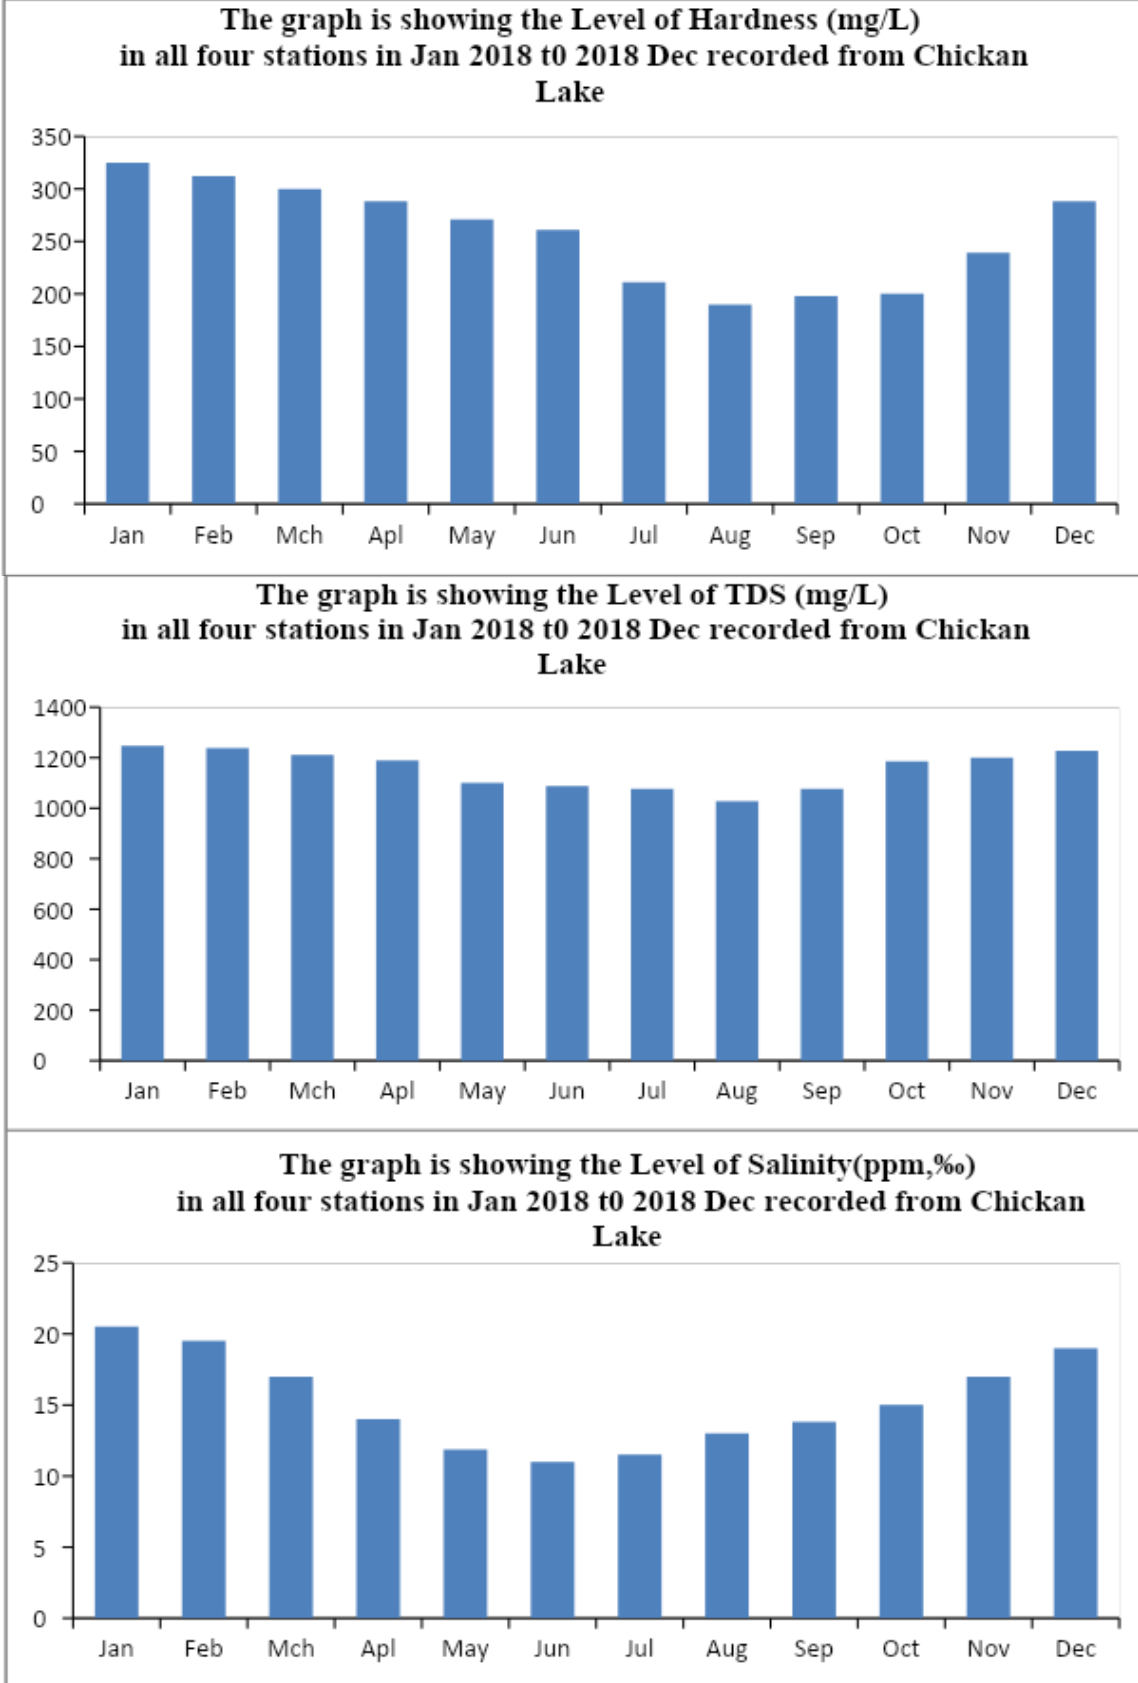 The graph is showing the Level of Hardness (mg/L)
in all four stations in Jan 2018 t0 2018 Dec recorded from Chickan
Lake
350
300
250
200
150
100
50
0
Jan Feb Mch Apl May Jun Jul Aug Sep Oct Nov Dec
The graph is showing the Level of TDS (mg/L)
in all four stations in Jan 2018 t0 2018 Dec recorded from Chickan
Lake
1400
1200
1000
800
600
400
200
0
Jan Feb Mch Apl May Jun Jul Aug Sep Oct Nov Dec
The graph is showing the Level of Salinity(ppm,‰)
in all four stations in Jan 2018 t0 2018 Dec recorded from Chickan
Lake
25
20
15
10
5
0
Jan Feb Mch Apl May Jun Jul Aug Sep Oct Nov Dec